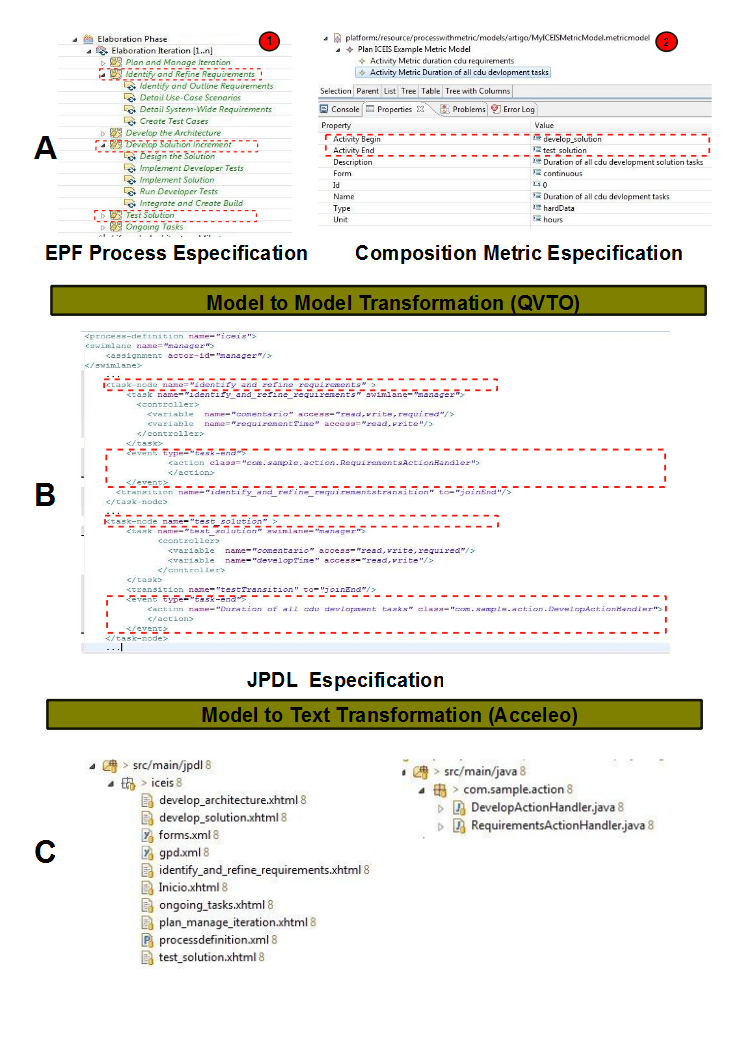 Elaboration Phase
1
Elaboration Iteration [1..n]
Plan and Manage Iteration
Identify and Refine Requirements
Identify and Outline Requirements
Detail Use-Case Scenarios
Detail System-Wide Requirements
Create Test Cases
Develop the Architecture
Develop Solution Increment
Design the Solution
Implement Developer Tests
Implement Solution
Run Developer Tests
Integrate and Create Build
Test Solution
Ongoing Tasks
A
EPF Process Especification
platform:/resource/processwithmetric/models/artigo/MyICEISMetricModel.metricmodel
2
Plan ICEIS Example Metric Model
Activity Metric duration cdu requirements
Activity Metric Duration of all cdu devlopment tasks
Selection Parent List Tree Table Tree with Columns
Console Properties Problems Error Log
Property Value
Activity Begin develop_solution
Activity End test_solution
Description Duration of all cdu development solution tasks
Form continuous
Id 0
Name Duration of all cdu devlopment tasks
Type hardData
Unit hours
Composition Metric Especification
Model to Model Transformation (QVTO)
B
<process-definition name="iceis">
<swimlane name="manager">
<assignment actor-id="manager"/>
</swimlane>
...
<task-node name="identify_and_refine_requirements" >
<task name="identify_and_refine_requirements" swimlane="manager">
<controller>
<variable name="comentario" access="read,write,required"/>
<variable name="requirementTime" access="read,write"/>
</controller>
</task>
<event type="task-end">
<action class="com.sample.action.RequirementsActionHandler">
</action>
</event>
<transition name="identify_and_refine_requirementstransition" to="joinEnd"/>
</task-node>
...
<task-node name="test_solution" >
<task name="test_solution" swimlane="manager">
<controller>
<variable name="comentario" access="read,write,required"/>
<variable name="developTime" access="read,write"/>
</controller>
</task>
<transition name="testTransition" to="joinEnd"/>
<event type="task-end">
<action name="Duration of all cdu devlopment tasks" class="com.sample.action.DevelopActionHandler">
</action>
</event>
</task-node>
...
JPDL Especification
Model to Text Transformation (Acceleo)
C
> src/main/jpdl 8
> iceis 8
develop_architecture.xhtml 8
develop_solution.xhtml 8
forms.xml 8
gpd.xml 8
identify_and_refine_requirements.xhtml 8
Inicio.xhtml 8
ongoing_tasks.xhtml 8
plan_manage_iteration.xhtml 8
processdefinition.xml 8
test_solution.xhtml 8
> src/main/java 8
> com.sample.action 8
DevelopActionHandler.java 8
RequirementsActionHandler.java 8